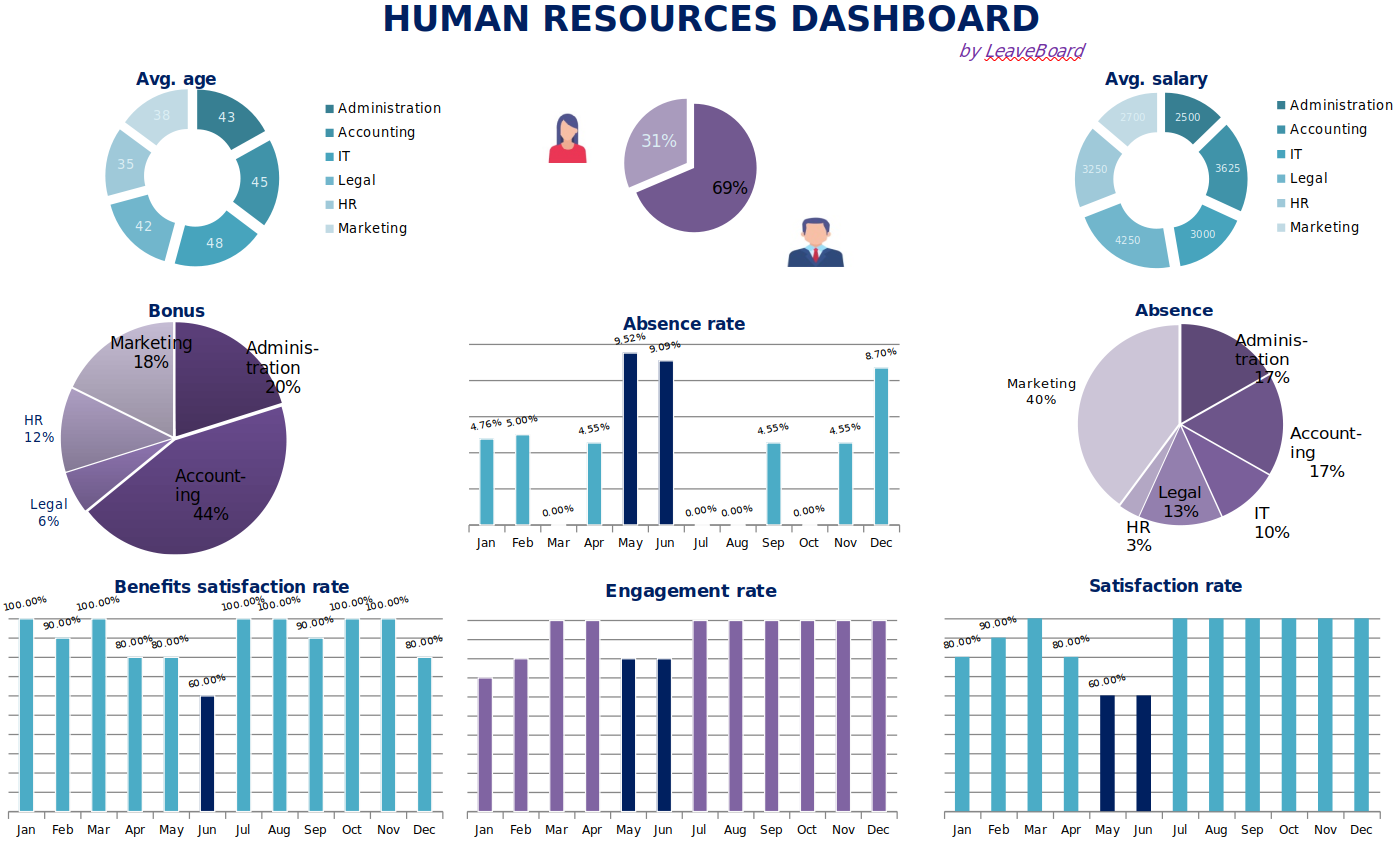 HUMAN RESOURCES DASHBOARD
by LeaveBoard
Avg. age
43
45
48
42
35
38
Administration
Accounting
IT
Legal
HR
Marketing
31%
69%
Avg. salary
2500
3625
3000
4250
3250
2700
Administration
Accounting
IT
Legal
HR
Marketing
Bonus
Adminis-
tration
20%
Account-
ing
44%
Legal
6%
HR
12%
Marketing
18%
Absence rate
4.76%
5.00%
0.00%
4.55%
9.52%
9.09%
0.00%
0.00%
4.55%
0.00%
4.55%
8.70%
Jan Feb Mar Apr May Jun Jul Aug Sep Oct Nov Dec
Absence
Adminis-
tration
17%
Account-
ing
17%
IT
10%
Legal
13%
HR
3%
Marketing
40%
Benefits satisfaction rate
100.00%
90.00%
100.00%
80.00%
80.00%
60.00%
100.00%
100.00%
90.00%
100.00%
100.00%
80.00%
Jan Feb Mar Apr May Jun Jul Aug Sep Oct Nov Dec
Engagement rate
Jan Feb Mar Apr May Jun Jul Aug Sep Oct Nov Dec
Satisfaction rate
80.00%
90.00%
80.00%
60.00%
Jan Feb Mar Apr May Jun Jul Aug Sep Oct Nov Dec